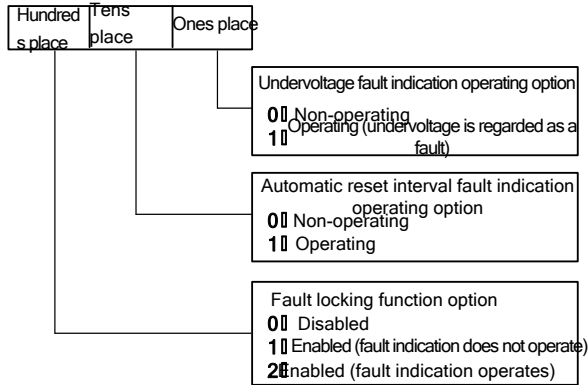 Hundred
s place
Tens
place
Ones place
Undervoltage fault indication operating option
0 Non-operating
1 Operating (undervoltage is regarded as a
fault)
Automatic reset interval fault indication
operating option
0 Non-operating
1 Operating
Fault locking function option
0 Disabled
1 Enabled (fault indication does not operate)
2 Enabled (fault indication operates)